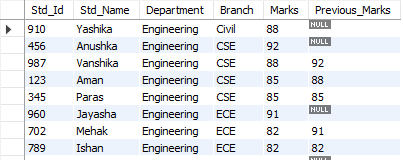 Std_Id Std_Name Department Branch Marks Previous_Marks
910 Yashika Engineering Civil 88 NULL
456 Anushka Engineering CSE 92 NULL
987 Vanshika Engineering CSE 88 92
123 Aman Engineering CSE 85 88
345 Paras Engineering CSE 85 85
960 Jayasha Engineering ECE 91 NULL
702 Mehak Engineering ECE 82 91
789 Ishan Engineering ECE 82 82